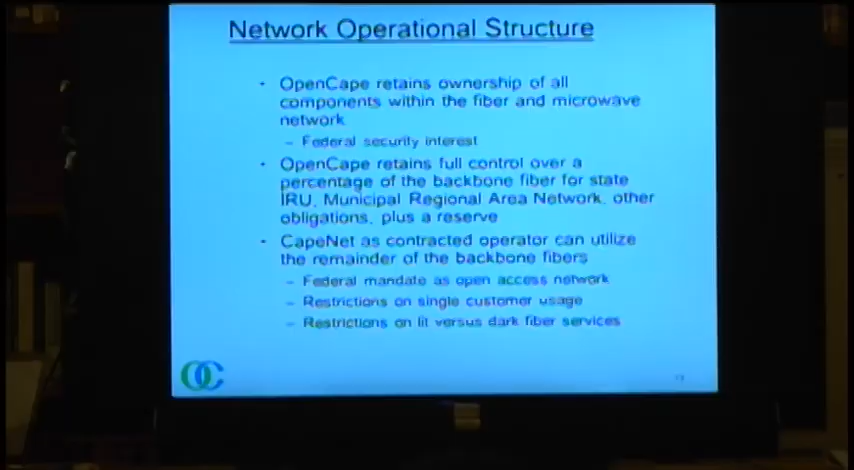 Network Operational Structure
· OpenCape retains ownership of all
components within the fiber and microwave
network.
– Federal security interest
· OpenCape retains full control over a
percentage of the backbone fiber for state
IRU, Municipal Regional Area Network, other
obligations, plus a reserve
· CapeNet as contracted operator can utilize
the remainder of the backbone fibers
– Federal mandate as open access network
– Restrictions on single customer usage
– Restrictions on lit versus dark fiber services
OC